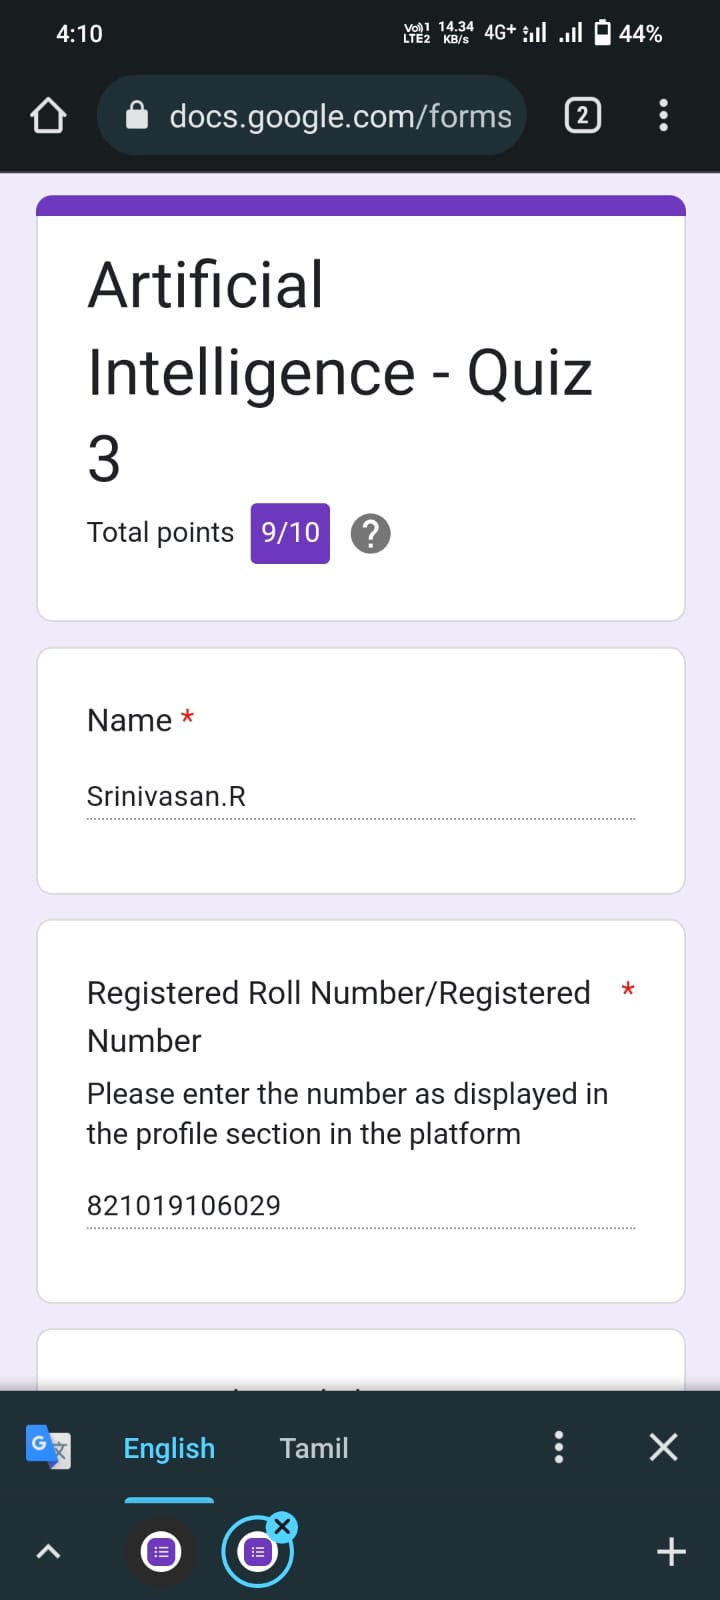 4:10
Vo))1 14.34 4G+ 44%
LTE2 KB/s
docs.google.com/forms
2
Artificial
Intelligence - Quiz
3
Total points 9/10 ?
Name *
Srinivasan.R
Registered Roll Number/Registered *
Number
Please enter the number as displayed in
the profile section in the platform
821019106029
G 文 English Tamil